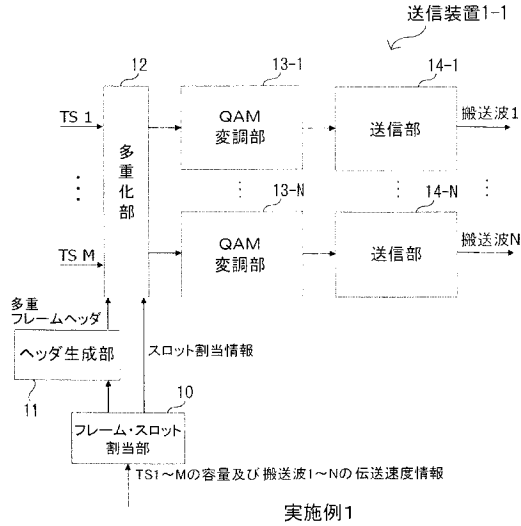 送信装置1-1
12
13-1
14-1
TS 1
QAM
変調部
送信部
搬送波1
多重化部
13-N
14-N
TS M
QAM
変調部
送信部
搬送波N
多重
フレームヘッダ
ヘッダ生成部
スロット割当情報
11
10
フレーム・スロット
割当部
TS1～Mの容量及び搬送波1～Nの伝送速度情報
実施例1